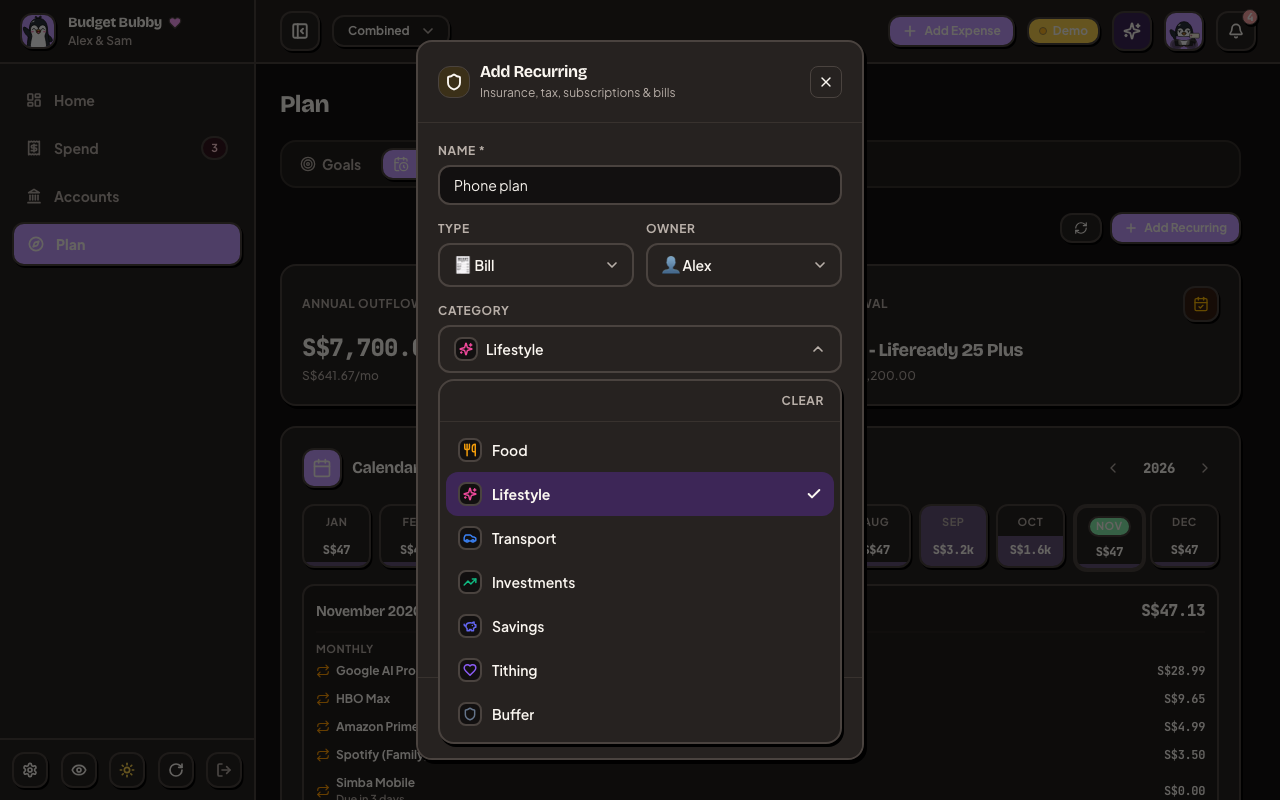 Budget Bubby
Alex & Sam
Combined
Add Expense
Demo
4
Home
Spend
3
Accounts
Plan
Plan
Goals
Add Recurring
ANNUAL OUTFLOW
S$7,700.
S$641.67/mo
- Lifeready 25 Plus
,200.00
Calendar
2026
JAN
S$47
S$47
SEP
S$3.2k
OCT
S$1.6k
NOV
S$47
DEC
S$47
November 2026
S$47.13
MONTHLY
Google AI Pro
S$28.99
HBO Max
S$9.65
Amazon Prime
S$4.99
Spotify (Family
S$3.50
Simba Mobile
Due in 3 days
S$0.00
Add Recurring
Insurance, tax, subscriptions & bills
NAME *
Phone plan
TYPE
OWNER
Bill
Alex
CATEGORY
Lifestyle
CLEAR
Food
Lifestyle
Transport
Investments
Savings
Tithing
Buffer